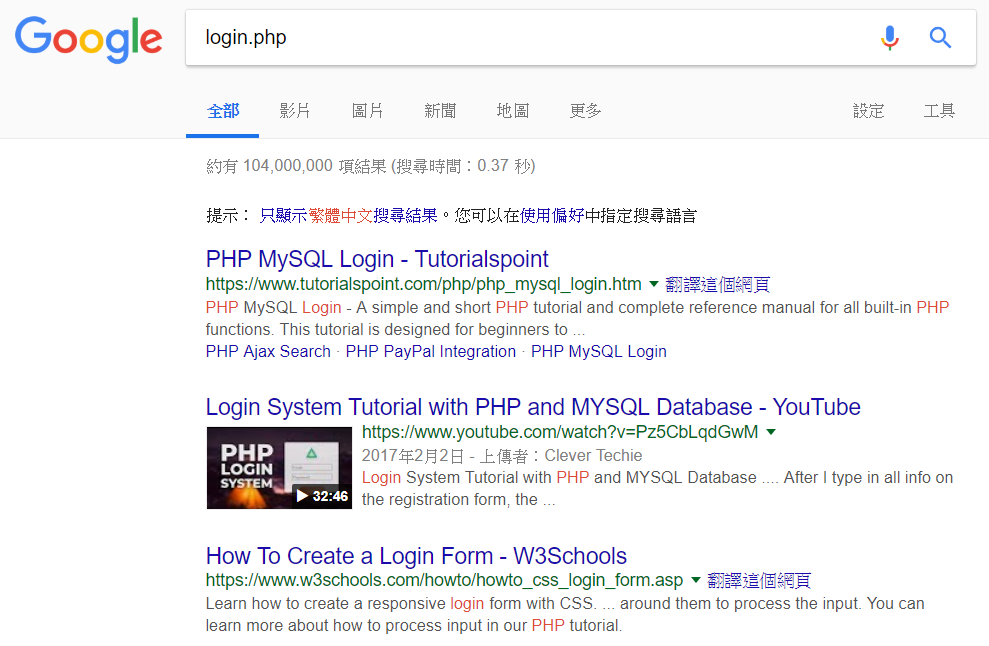 Google
login.php
全部 影片 圖片 新聞 地圖 更多 設定 工具
約有 104,000,000 項結果 (搜尋時間：0.37 秒)
提示： 只顯示繁體中文搜尋結果。您可以在使用偏好中指定搜尋語言
PHP MySQL Login - Tutorialspoint
https://www.tutorialspoint.com/php/php_mysql_login.htm ▼ 翻譯這個網頁
PHP MySQL Login - A simple and short PHP tutorial and complete reference manual for all built-in PHP
functions. This tutorial is designed for beginners to ...
PHP Ajax Search · PHP PayPal Integration · PHP MySQL Login
Login System Tutorial with PHP and MYSQL Database - YouTube
PHP
LOGIN
SYSTEM
32:46
https://www.youtube.com/watch?v=Pz5CbLqdGwM ▼
2017年2月2日 - 上傳者：Clever Techie
Login System Tutorial with PHP and MYSQL Database .... After I type in all info on
the registration form, the ...
How To Create a Login Form - W3Schools
https://www.w3schools.com/howto/howto_css_login_form.asp ▼ 翻譯這個網頁
Learn how to create a responsive login form with CSS. ... around them to process the input. You can
learn more about how to process input in our PHP tutorial.